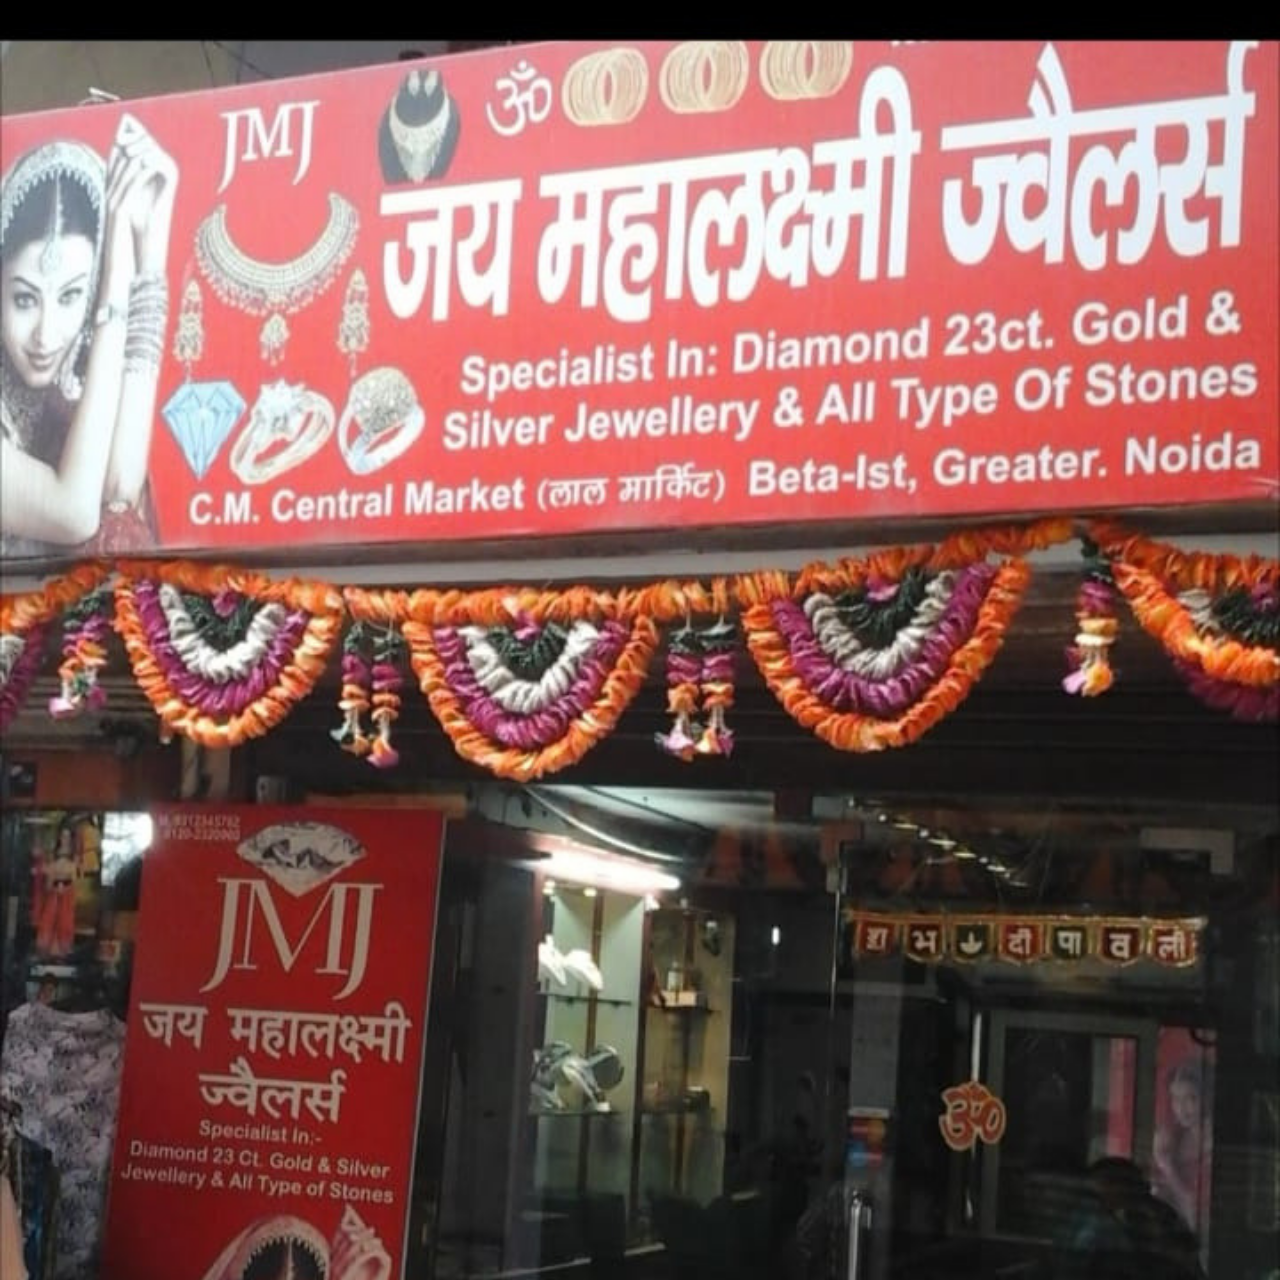 JMJ
ॐ
जय महालक्ष्मी ज्वैलर्स
Specialist In: Diamond 23ct. Gold &
Silver Jewellery & All Type Of Stones
C.M. Central Market (लाल मार्किट) Beta-Ist, Greater. Noida
JMJ
जय महालक्ष्मी
ज्वैलर्स
Specialist In:-
Diamond 23 Ct. Gold & Silver
Jewellery & All Type of Stones
शुभ दीपावली
ॐ